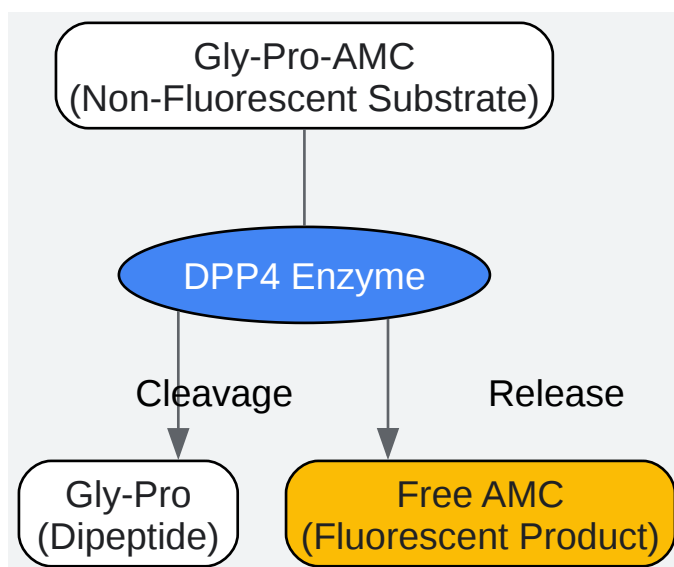 Gly-Pro-AMC
(Non-Fluorescent Substrate)
DPP4 Enzyme
Cleavage
Release
Gly-Pro
(Dipeptide)
Free AMC
(Fluorescent Product)